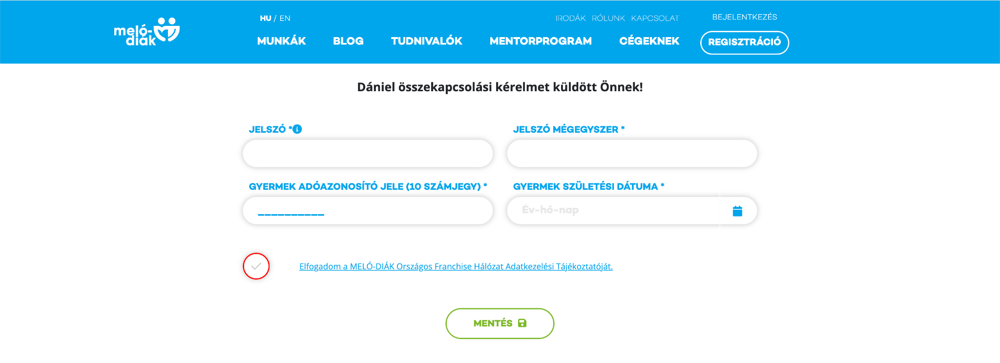 meló-
diák
HU / EN
IRODÁK RÓLUNK KAPCSOLAT
BEJELENTKEZÉS
MUNKÁK BLOG TUDNIVALÓK MENTORPROGRAM CÉGEKNEK
REGISZTRÁCIÓ
Dániel összekapcsolási kérelmet küldött Önnek!
JELSZÓ *
JELSZÓ MÉGEGYSZER *
GYERMEK ADÓAZONOSÍTÓ JELE (10 SZÁMJEGY) *
GYERMEK SZÜLETÉSI DÁTUMA *
__________
Év-hó-nap
Elfogadom a MELÓ-DIÁK Országos Franchise Hálózat Adatkezelési Tájékoztatóját.
MENTÉS